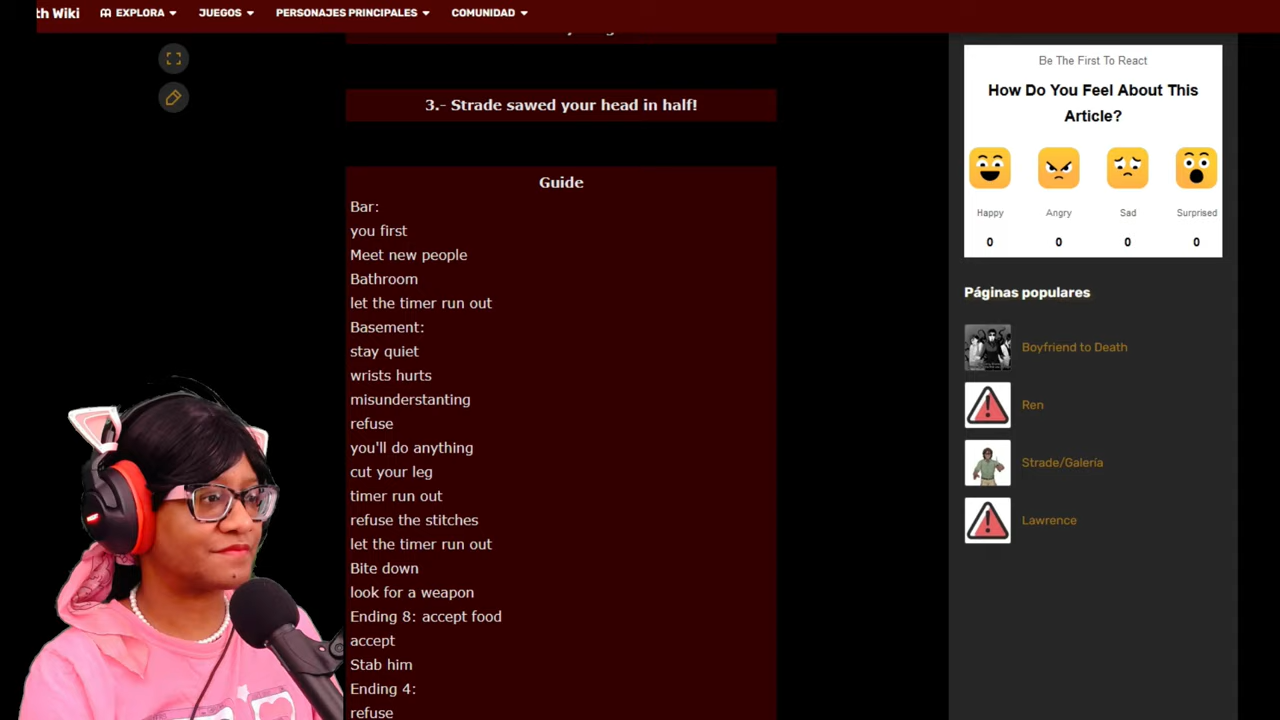 th Wiki
EXPLORA
JUEGOS
PERSONAJES PRINCIPALES
COMUNIDAD
3.- Strade sawed your head in half!
Guide
Bar:
you first
Meet new people
Bathroom
let the timer run out
Basement:
stay quiet
wrists hurts
misunderstanting
refuse
you'll do anything
cut your leg
timer run out
refuse the stitches
let the timer run out
Bite down
look for a weapon
Ending 8: accept food
accept
Stab him
Ending 4:
refuse
Be The First To React
How Do You Feel About This
Article?
Happy
Angry
Sad
Surprised
0
0
0
0
Páginas populares
Boyfriend to Death
Ren
Strade/Galería
Lawrence